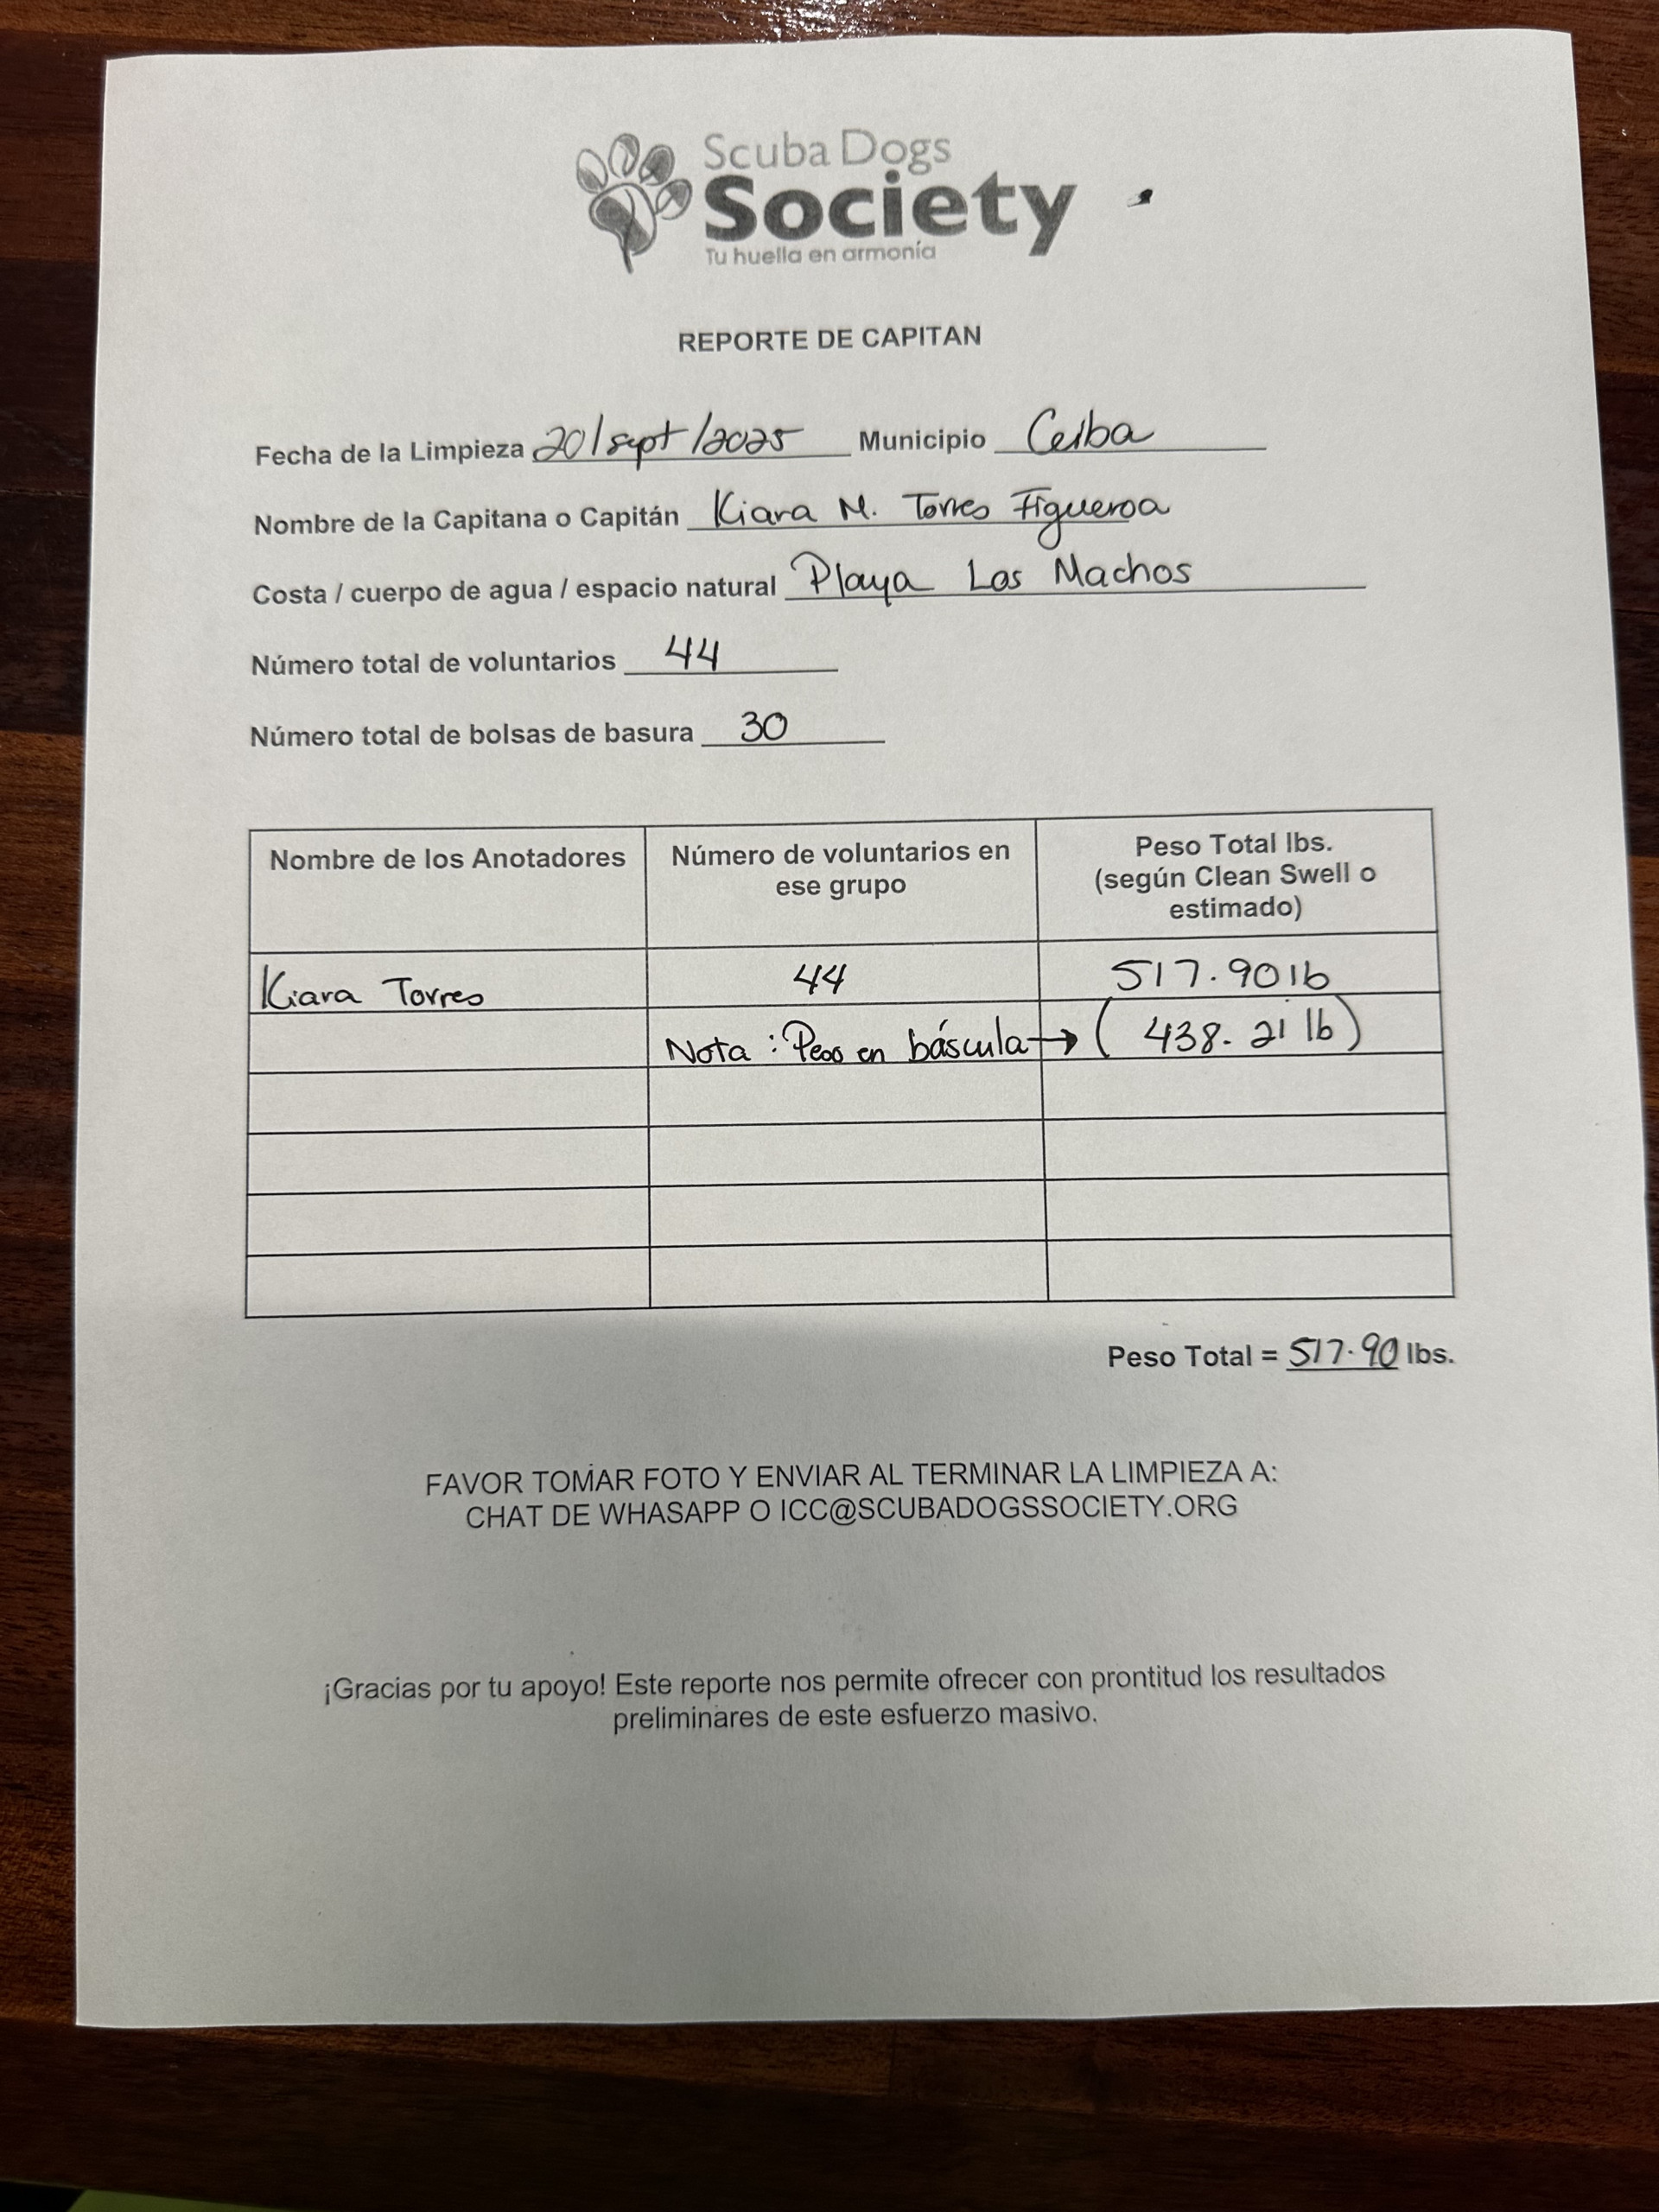 Scuba Dogs
Society
Tu huella en armonía
REPORTE DE CAPITAN
Fecha de la Limpieza 20/sept/2025 Municipio Ceiba
Nombre de la Capitana o Capitán Kiara M. Torres Figueroa
Costa / cuerpo de agua / espacio natural Playa Los Machos
Número total de voluntarios 44
Número total de bolsas de basura 30
Nombre de los Anotadores Número de voluntarios en ese grupo Peso Total lbs. (según Clean Swell o estimado)
Kiara Torres 44 517.90 lb
Nota: Peso en báscula → (438.21 lb)
Peso Total = 517.90 lbs.
FAVOR TOMAR FOTO Y ENVIAR AL TERMINAR LA LIMPIEZA A:
CHAT DE WHASAPP O ICC@SCUBADOGSSOCIETY.ORG
¡Gracias por tu apoyo! Este reporte nos permite ofrecer con prontitud los resultados
preliminares de este esfuerzo masivo.